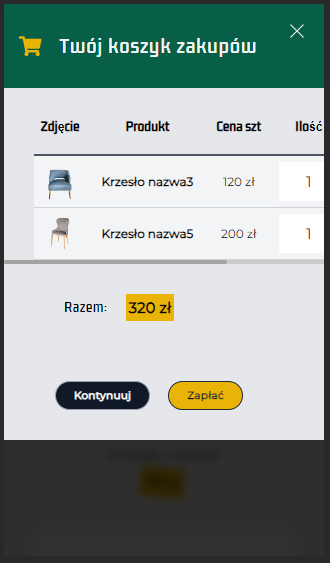 Twój koszyk zakupów
Zdjęcie Produkt Cena szt Ilość
Krzesło nazwa3 120 zł 1
Krzesło nazwa5 200 zł 1
Razem: 320 zł
Kontynuuj Zapłać